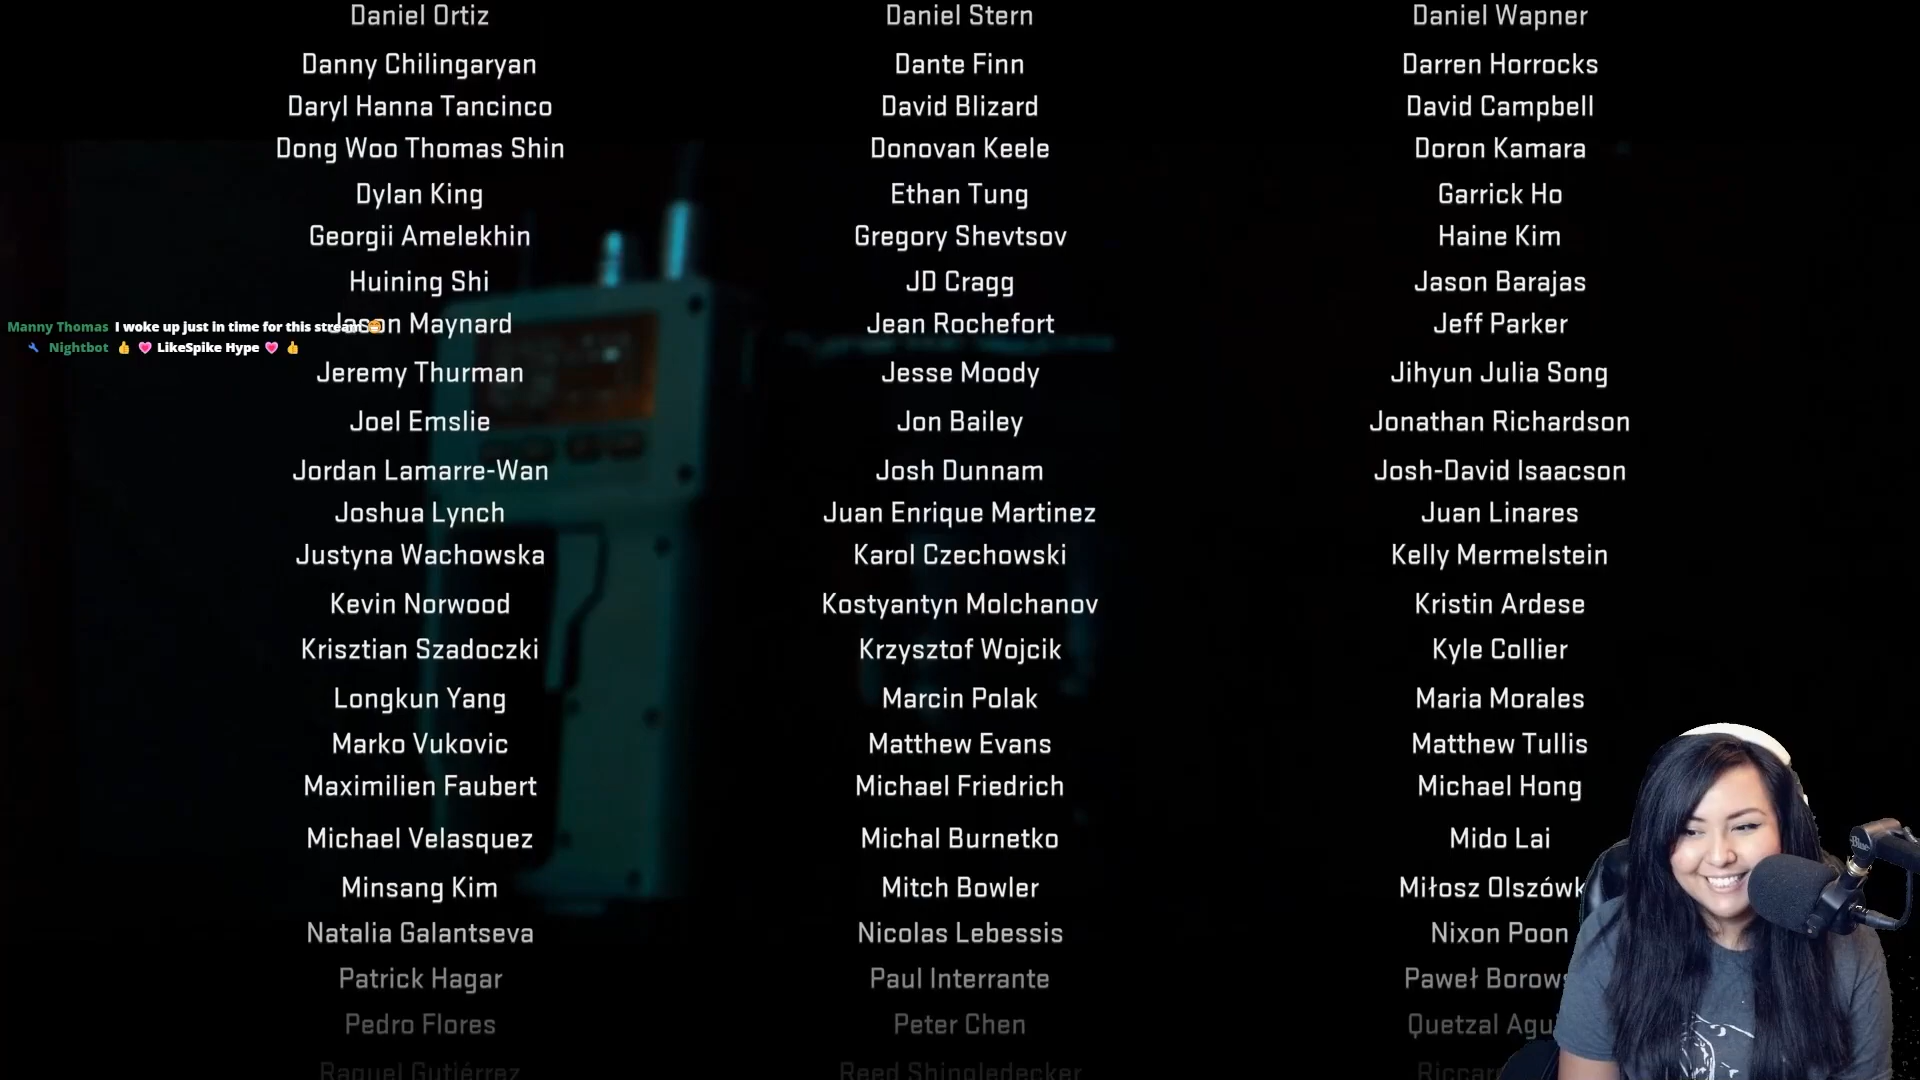 Daniel Ortiz Daniel Stern Daniel Wapner
Danny Chilingaryan Dante Finn Darren Horrocks
Daryl Hanna Tancinco David Blizard David Campbell
Dong Woo Thomas Shin Donovan Keele Doron Kamara
Dylan King Ethan Tung Garrick Ho
Georgii Amelekhin Gregory Shevtsov Haine Kim
Huining Shi JD Cragg Jason Barajas
Manny Thomas I woke up just in time for this stream
Jason Maynard Jean Rochefort Jeff Parker
Nightbot 👍 💗 LikeSpike Hype 💗 👍
Jeremy Thurman Jesse Moody Jihyun Julia Song
Joel Emslie Jon Bailey Jonathan Richardson
Jordan Lamarre-Wan Josh Dunnam Josh-David Isaacson
Joshua Lynch Juan Enrique Martinez Juan Linares
Justyna Wachowska Karol Czechowski Kelly Mermelstein
Kevin Norwood Kostyantyn Molchanov Kristin Ardese
Krisztian Szadoczki Krzysztof Wojcik Kyle Collier
Longkun Yang Marcin Polak Maria Morales
Marko Vukovic Matthew Evans Matthew Tullis
Maximilien Faubert Michael Friedrich Michael Hong
Michael Velasquez Michal Burnetko Mido Lai
Minsang Kim Mitch Bowler Miłosz
Natalia Galantseva Nicolas Lebessis Nixon Poon
Patrick Hagar Paul Interrante Paweł
Pedro Flores Peter Chen Quetzal
Raquel Gutiérrez Reed Shingledecker
Blue